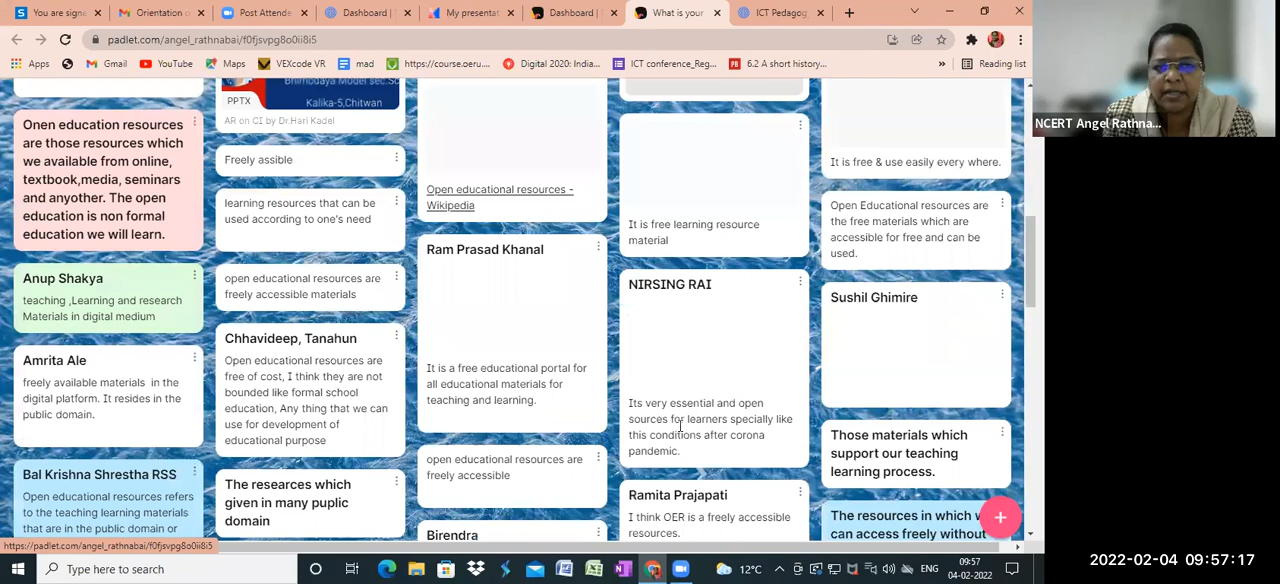 You are sign
Orientation o
Post Attende
Dashboard |
My presentat
Dashboard |
What is your
ICT Pedagog
padlet.com/angel_rathnabai/f0fjsvpg8o0ii8i5
Apps
Gmail
YouTube
Maps
VEXcode VR
mad
https://course.oeru....
Digital 2020: India...
ICT conference_Reg...
6.2 A short history...
»
Reading list
Onen education resources
are those resources which
we available from online,
textbook,media, seminars
and anyother. The open
education is non formal
education we will learn.
Anup Shakya
teaching ,Learning and research
Materials in digital medium
Amrita Ale
freely available materials in the
digital platform. It resides in the
public domain.
Bal Krishna Shrestha RSS
Open educational resources refers
to the teaching learning materials
that are in the public domain or
https://padlet.com/angel_rathnabai/f0fjsvpg8o0ii8i5
Bhimodaya Model sec.Sc
Kalika-5,Chitwan
PPTX
AR on CI by Dr.Hari Kadel
Freely assible
learning resources that can be
used according to one's need
open educational resources are
freely accessible materials
Chhavideep, Tanahun
Open educational resources are
free of cost, I think they are not
bounded like formal school
education, Any thing that we can
use for development of
educational purpose
The researces which
given in many puplic
domain
Open educational resources -
Wikipedia
Ram Prasad Khanal
It is a free educational portal for
all educational materials for
teaching and learning.
open educational resources are
freely accessible
Birendra
It is free learning resource
material
NIRSING RAI
Its very essential and open
sources for learners specially like
this conditions after corona
pandemic.
Ramita Prajapati
I think OER is a freely accessible
resources.
It is free & use easily every where.
Open Educational resources are
the free materials which are
accessible for free and can be
used.
Sushil Ghimire
Those materials which
support our teaching
learning process.
The resources in which w
can access freely without
+
NCERT Angel Rathna...
Type here to search
12°C
ENG
09:57
04-02-2022
2022-02-04 09:57:17